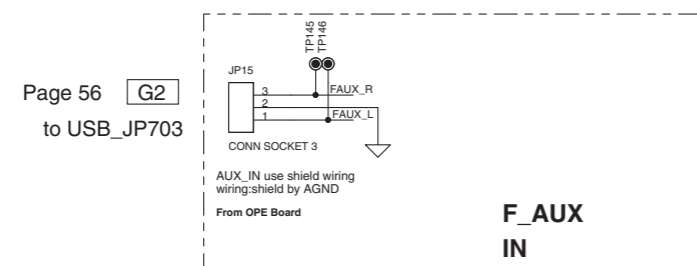 TP145
TP146
JP15
Page 56 G2
to USB_JP703
3
FAUX_R
2
1
FAUX_L
CONN SOCKET 3
AUX_IN use shield wiring
wiring:shield by AGND
From OPE Board
F_AUX
IN